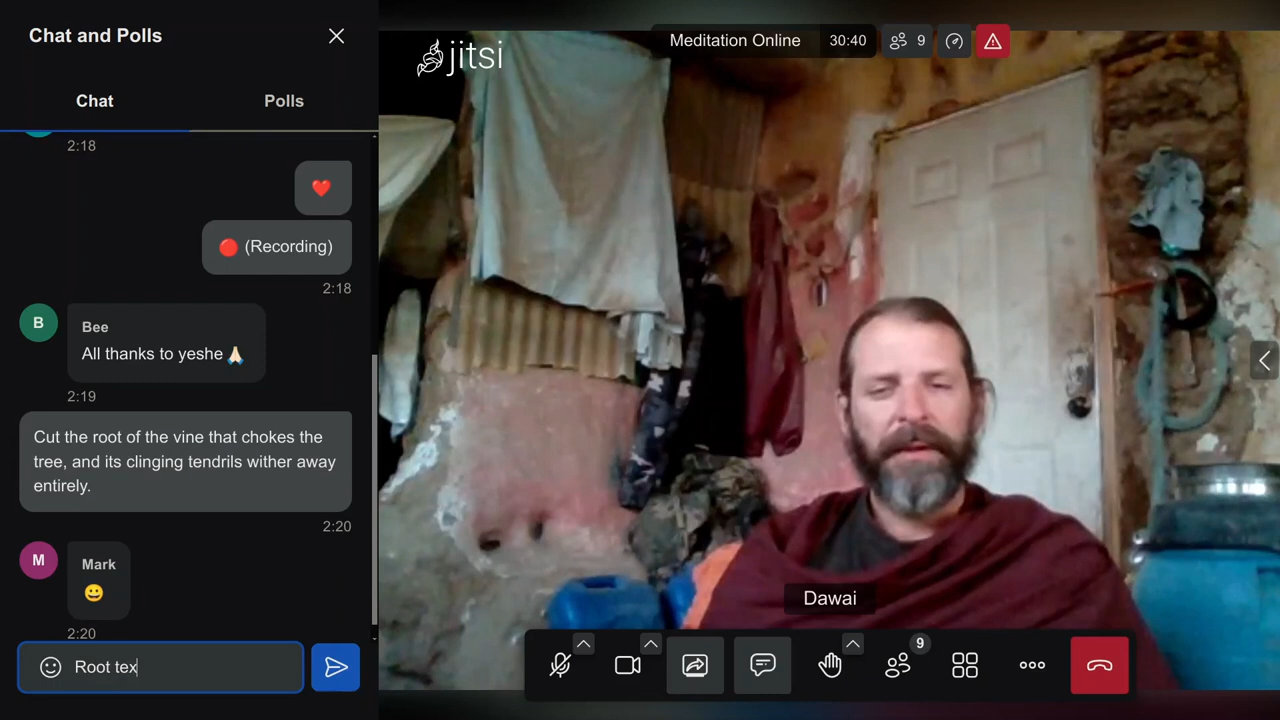 Chat and Polls
Chat
Polls
2:18
❤️
🔴 (Recording)
2:18
B
Bee
All thanks to yeshe 🙏🏻
2:19
Cut the root of the vine that chokes the
tree, and its clinging tendrils wither away
entirely.
2:20
M
Mark
😀
2:20
Root tex
jitsi
Meditation Online
30:40
9
Dawai
9